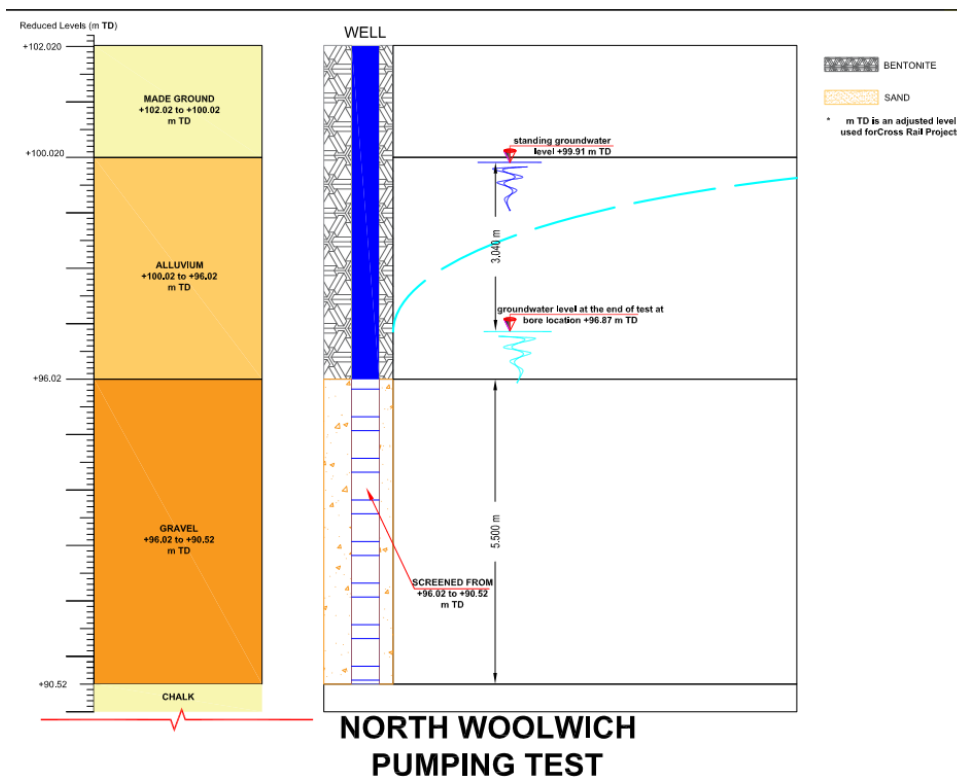 Reduced Levels (m TD)
+102.020
+100.020
+96.02
+90.52
MADE GROUND
+102.02 to +100.02
m TD
ALLUVIUM
+100.02 to +96.02
m TD
GRAVEL
+96.02 to +90.52
m TD
CHALK
WELL
standing groundwater
level +99.91 m TD
3.040 m
groundwater level at the end of test at
bore location +96.87 m TD
5.500 m
SCREENED FROM
+96.02 to +90.52
m TD
BENTONITE
SAND
* m TD is an adjusted level
used forCross Rail Project
NORTH WOOLWICH
PUMPING TEST